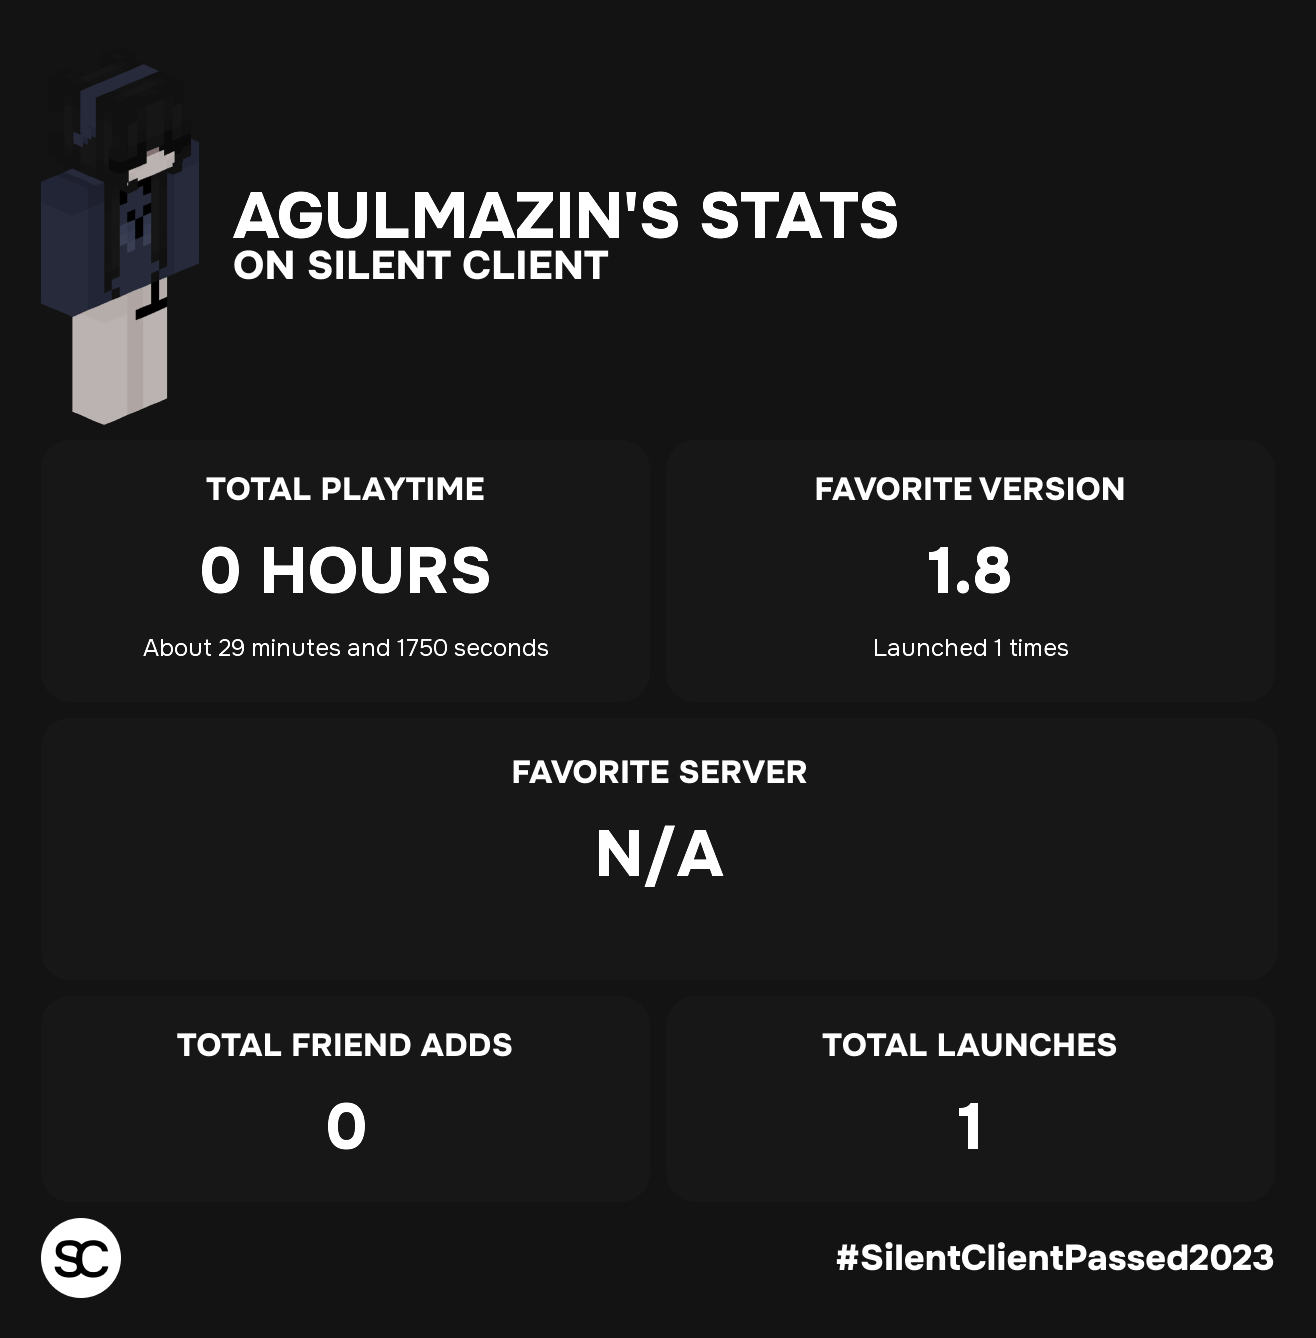 AGULMAZIN'S STATS
ON SILENT CLIENT
TOTAL PLAYTIME
0 HOURS
About 29 minutes and 1750 seconds
FAVORITE VERSION
1.8
Launched 1 times
FAVORITE SERVER
N/A
TOTAL FRIEND ADDS
0
TOTAL LAUNCHES
1
SC
#SilentClientPassed2023